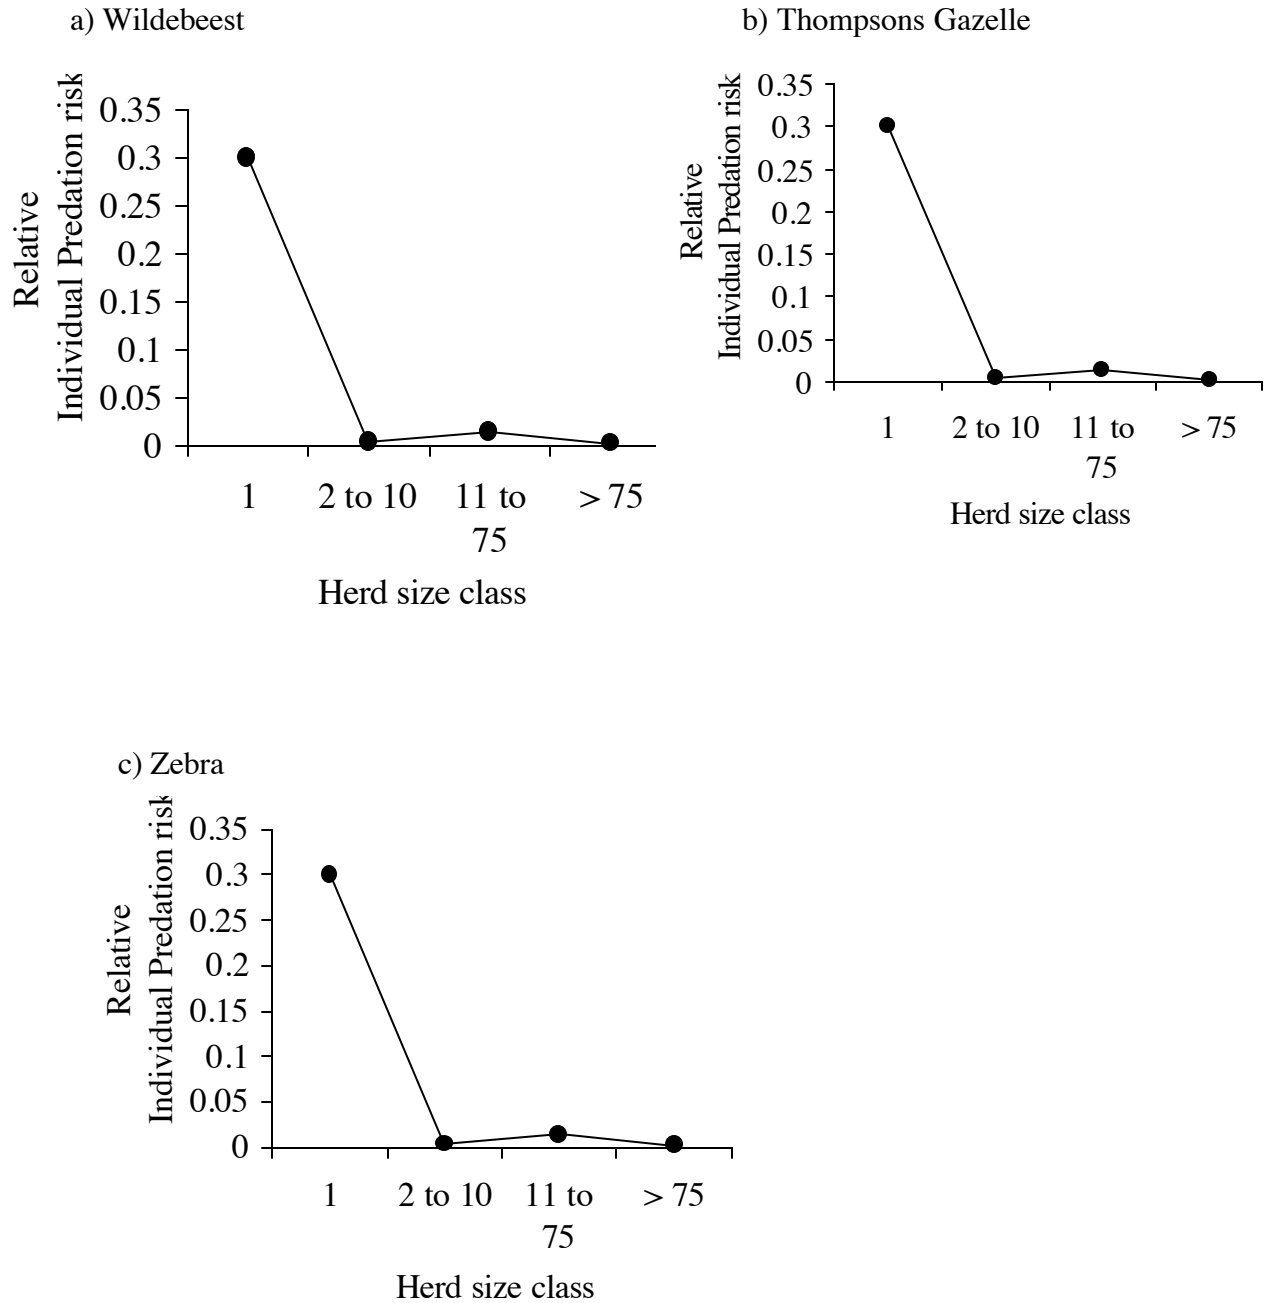 a) Wildebeest
Relative
Individual Predation risk
0.35
0.3
0.25
0.2
0.15
0.1
0.05
0
1
2 to 10
11 to
75
> 75
Herd size class
b) Thompsons Gazelle
Relative
Individual Predation risk
0.35
0.3
0.25
0.2
0.15
0.1
0.05
0
1
2 to 10
11 to
75
> 75
Herd size class
c) Zebra
Relative
Individual Predation risk
0.35
0.3
0.25
0.2
0.15
0.1
0.05
0
1
2 to 10
11 to
75
> 75
Herd size class